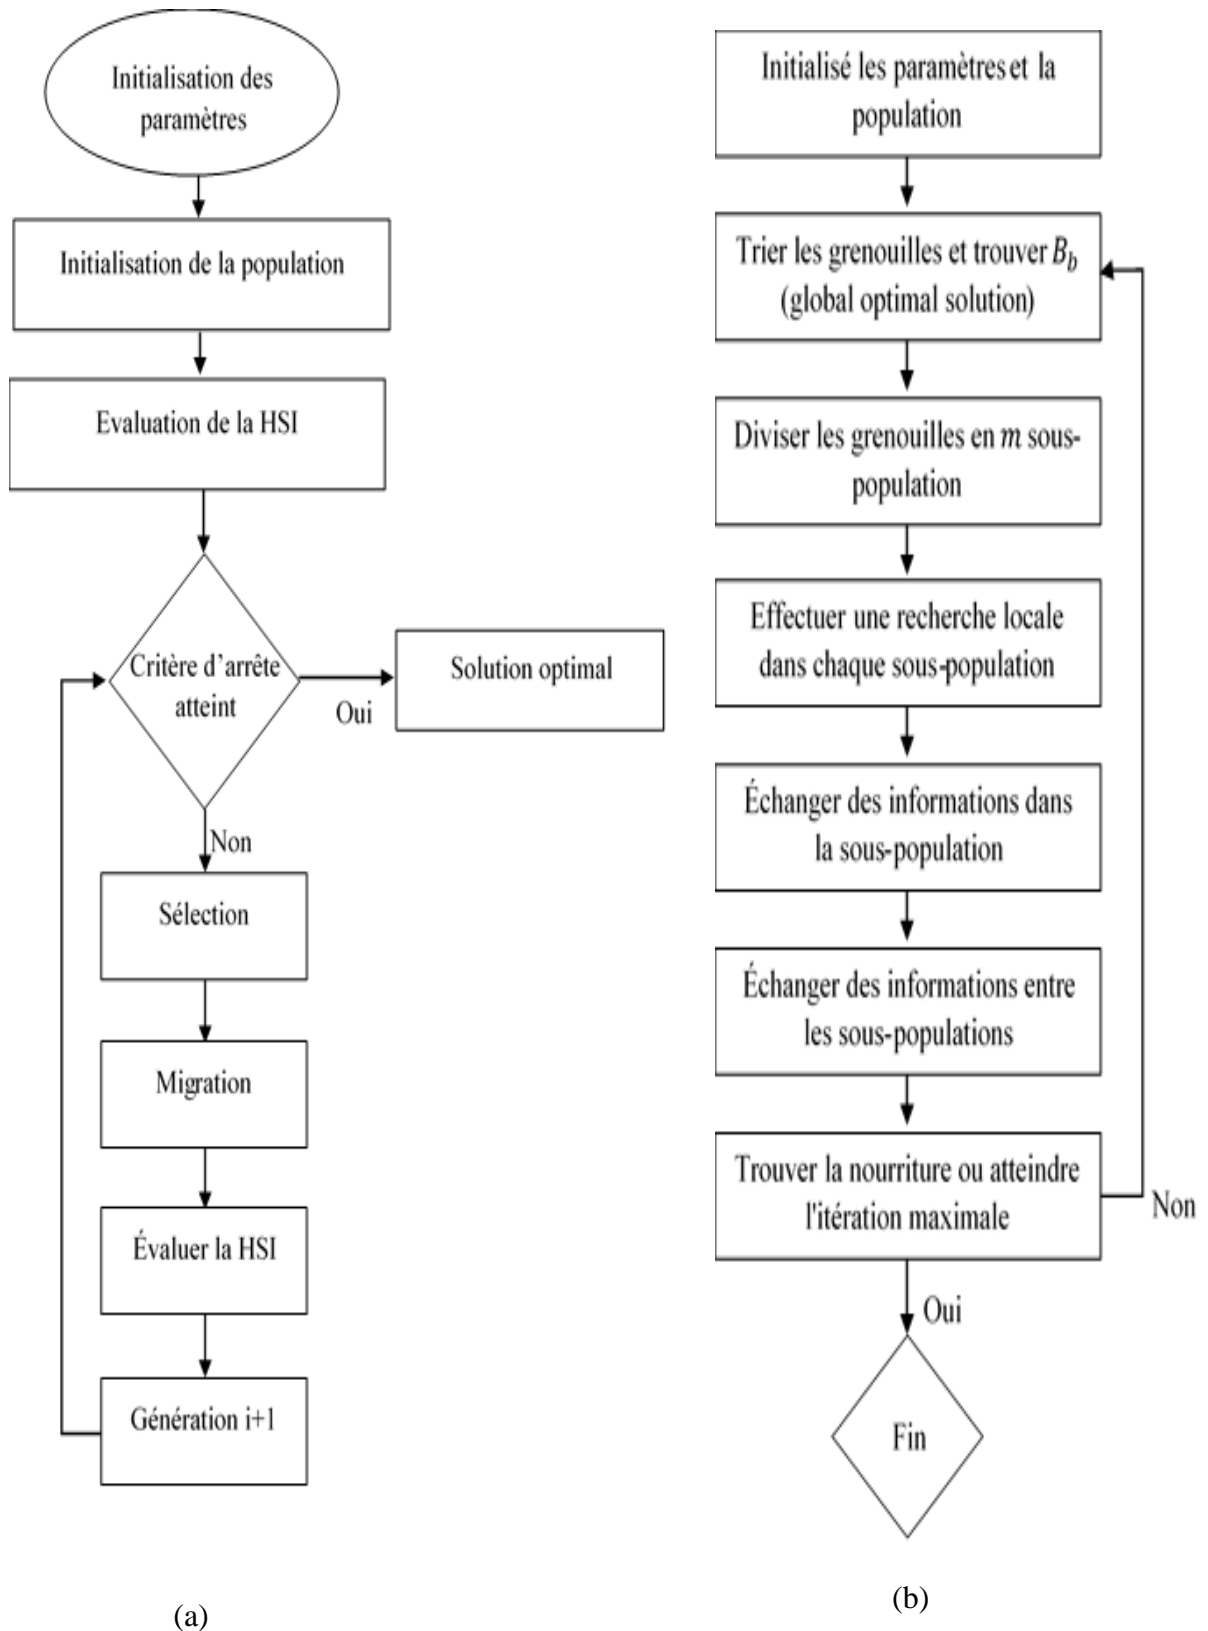 Initialisation des
paramètres
Initialisation de la population
Evaluation de la HSI
Critère d'arrête
atteint
Oui
Solution optimal
Non
Sélection
Migration
Évaluer la HSI
Génération i+1
(a)
Initialisé les paramètres et la
population
Trier les grenouilles et trouver B_b
(global optimal solution)
Diviser les grenouilles en m sous-
population
Effectuer une recherche locale
dans chaque sous-population
Échanger des informations dans
la sous-population
Échanger des informations entre
les sous-populations
Trouver la nourriture ou atteindre
l'itération maximale
Non
Oui
Fin
(b)